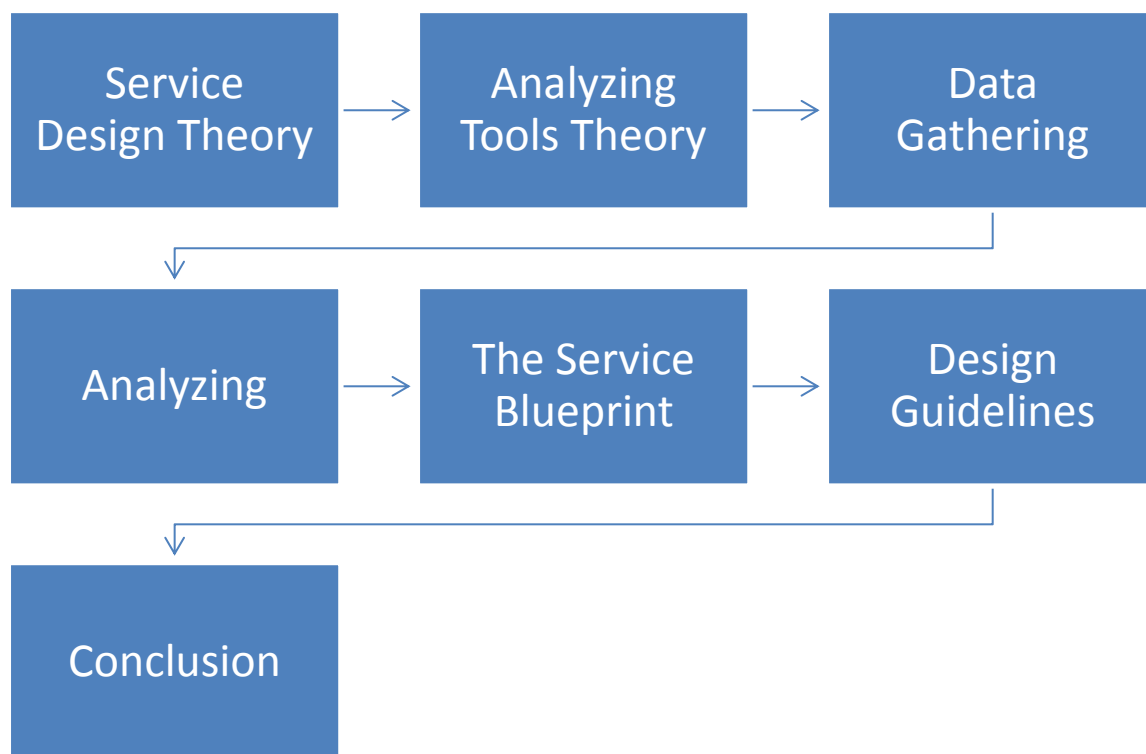 Service
Design Theory
Analyzing
Tools Theory
Data
Gathering
Analyzing
The Service
Blueprint
Design
Guidelines
Conclusion